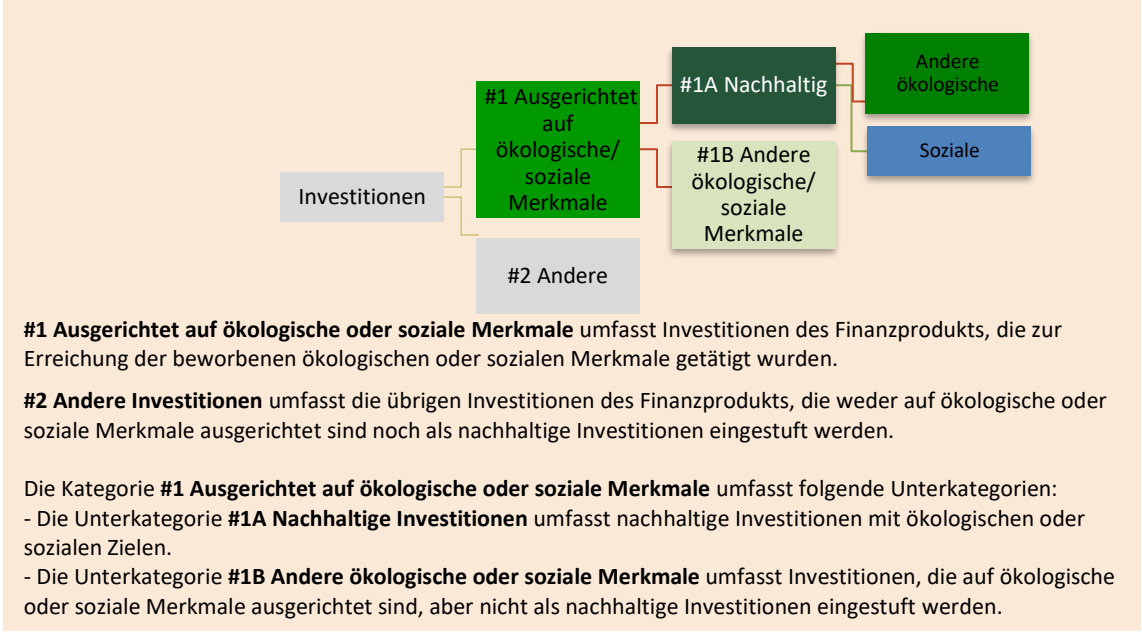 Investitionen
#1 Ausgerichtet
auf
ökologische/
soziale
Merkmale
#2 Andere
#1A Nachhaltig
#1B Andere
ökologische/
soziale
Merkmale
Andere
ökologische
Soziale
#1 Ausgerichtet auf ökologische oder soziale Merkmale umfasst Investitionen des Finanzprodukts, die zur
Erreichung der beworbenen ökologischen oder sozialen Merkmale getätigt wurden.
#2 Andere Investitionen umfasst die übrigen Investitionen des Finanzprodukts, die weder auf ökologische oder
soziale Merkmale ausgerichtet sind noch als nachhaltige Investitionen eingestuft werden.
Die Kategorie #1 Ausgerichtet auf ökologische oder soziale Merkmale umfasst folgende Unterkategorien:
- Die Unterkategorie #1A Nachhaltige Investitionen umfasst nachhaltige Investitionen mit ökologischen oder
sozialen Zielen.
- Die Unterkategorie #1B Andere ökologische oder soziale Merkmale umfasst Investitionen, die auf ökologische
oder soziale Merkmale ausgerichtet sind, aber nicht als nachhaltige Investitionen eingestuft werden.